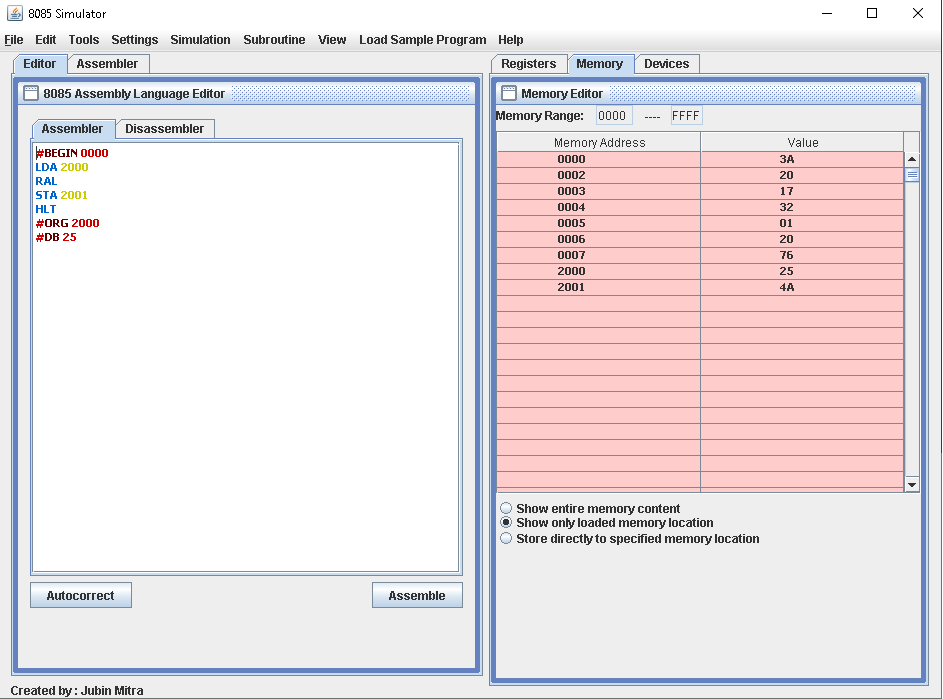 8085 Simulator
File Edit Tools Settings Simulation Subroutine View Load Sample Program Help
Editor Assembler
8085 Assembly Language Editor
Assembler Disassembler
#BEGIN 0000
LDA 2000
RAL
STA 2001
HLT
#ORG 2000
#DB 25
Autocorrect Assemble
Registers Memory Devices
Memory Editor
Memory Range: 0000 ---- FFFF
Memory Address Value
0000 3A
0002 20
0003 17
0004 32
0005 01
0006 20
0007 76
2000 25
2001 4A
Show entire memory content
Show only loaded memory location
Store directly to specified memory location
Created by : Jubin Mitra